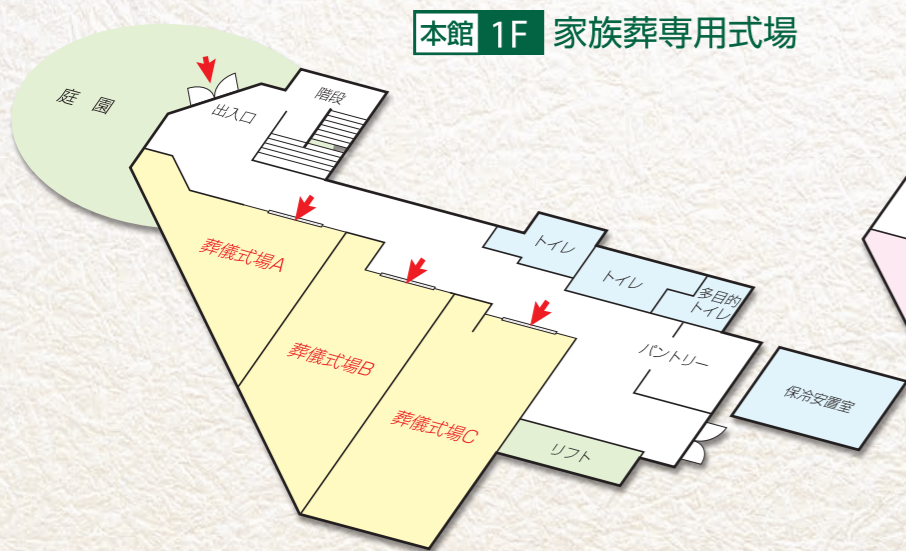 本館 1F 家族葬専用式場
庭 園
出入口
階段
葬儀式場A
葬儀式場B
葬儀式場C
トイレ
トイレ
多目的
トイレ
パントリー
保冷安置室
リフト